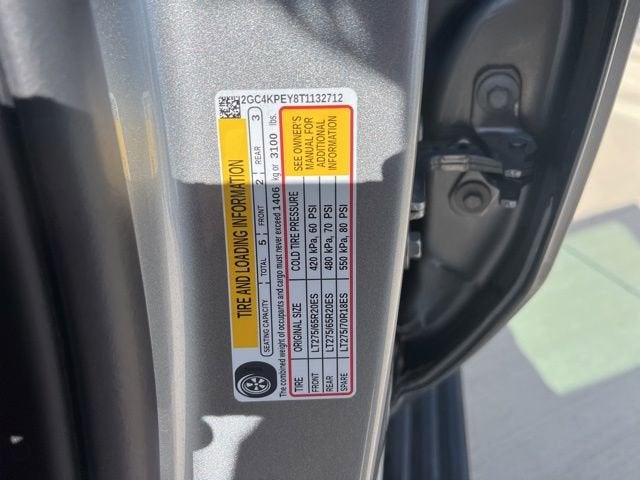 2GC4KPEY8T1132712
TIRE AND LOADING INFORMATION
SEATING CAPACITY TOTAL 5 FRONT 2 REAR 3
The combined weight of occupants and cargo must never exceed 1406 kg or 3100 lbs.
TIRE ORIGINAL SIZE COLD TIRE PRESSURE
FRONT LT275/65R20ES 420 kPa, 60 PSI
REAR LT275/65R20ES 480 kPa, 70 PSI
SPARE LT275/70R18ES 550 kPa, 80 PSI
SEE OWNER'S
MANUAL FOR
ADDITIONAL
INFORMATION